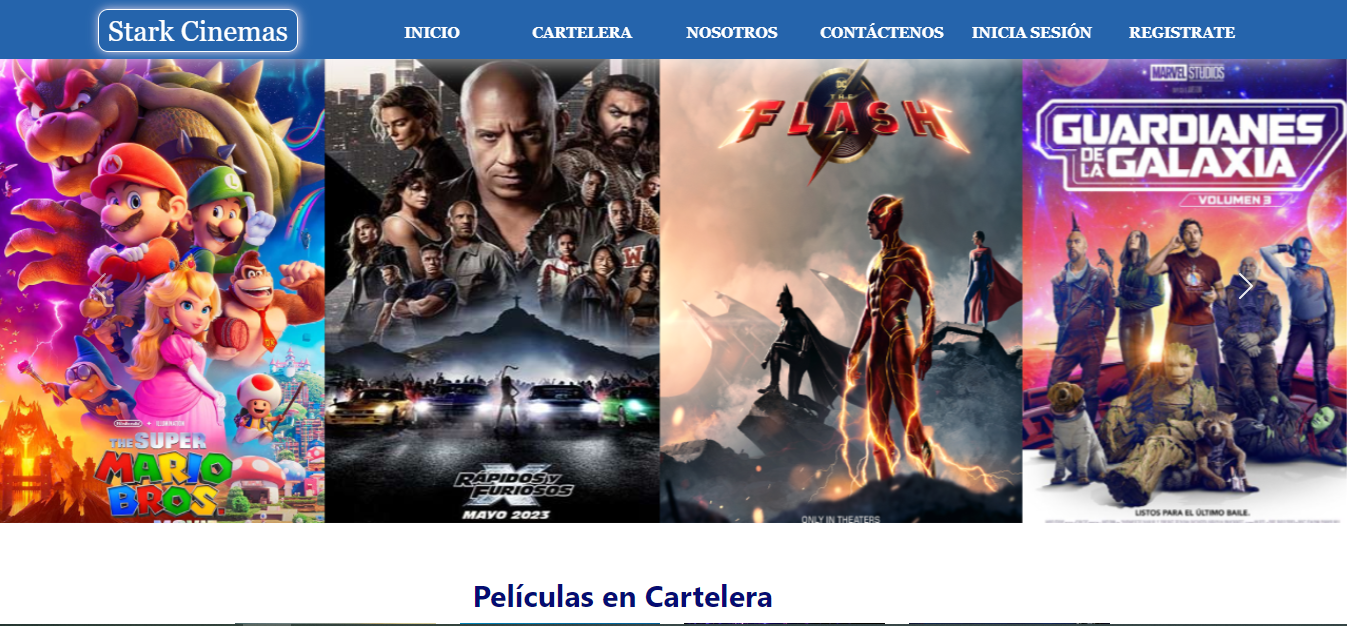 Stark Cinemas
INICIO
CARTELERA
NOSOTROS
CONTÁCTENOS
INICIA SESIÓN
REGISTRATE
L
Nintendo
ILLUMINATION
THE SUPER
MARIO
BROS.
MOVIE
W
RÁPIDOS Y
FURIOSOS
X
MAYO 2023
DC
THE
FLASH
ONLY IN THEATERS
MARVEL STUDIOS
GUARDIANES
DE LA
GALAXIA
VOLUMEN 3
LISTOS PARA EL ÚLTIMO BAILE.
Películas en Cartelera